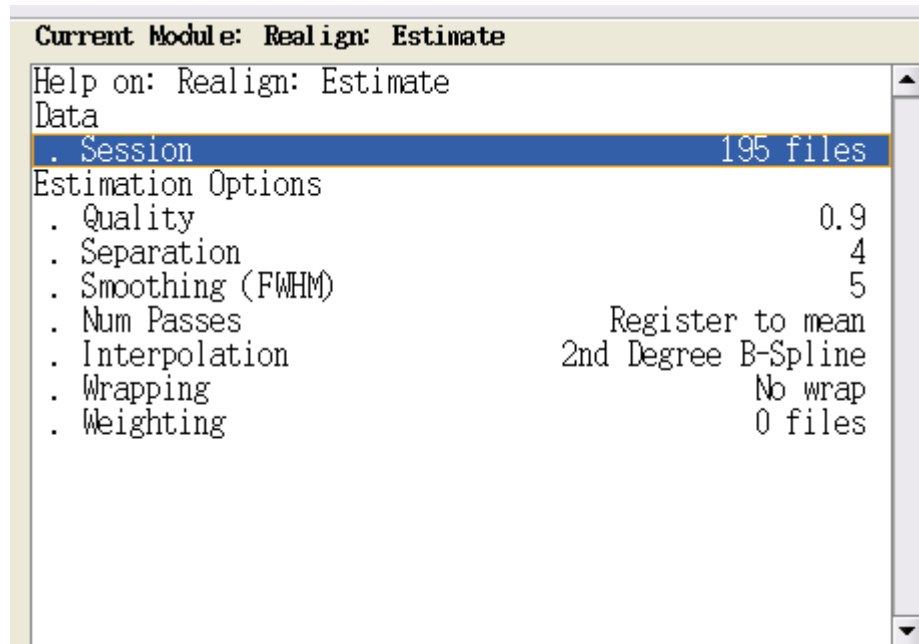 Current Module: Realign: Estimate
Help on: Realign: Estimate
Data
. Session 195 files
Estimation Options
. Quality 0.9
. Separation 4
. Smoothing (FWHM) 5
. Num Passes Register to mean
. Interpolation 2nd Degree B-Spline
. Wrapping No wrap
. Weighting 0 files